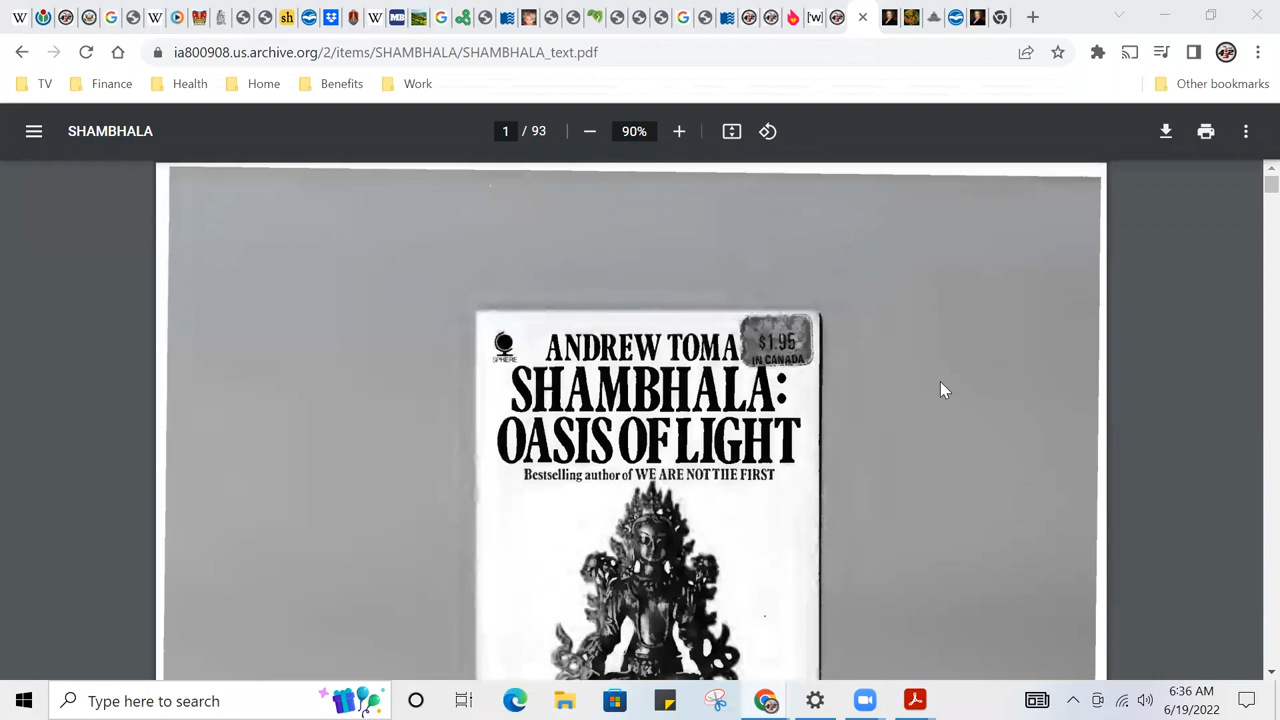 ia800908.us.archive.org/2/items/SHAMBHALA/SHAMBHALA_text.pdf
TV Finance Health Home Benefits Work Other bookmarks
SHAMBHALA 1 / 93 90%
SPHERE
ANDREW TOMA
$1.95
IN CANADA
SHAMBHALA:
OASIS OF LIGHT
Bestselling author of WE ARE NOT THE FIRST
Type here to search
6:36 AM
6/19/2022